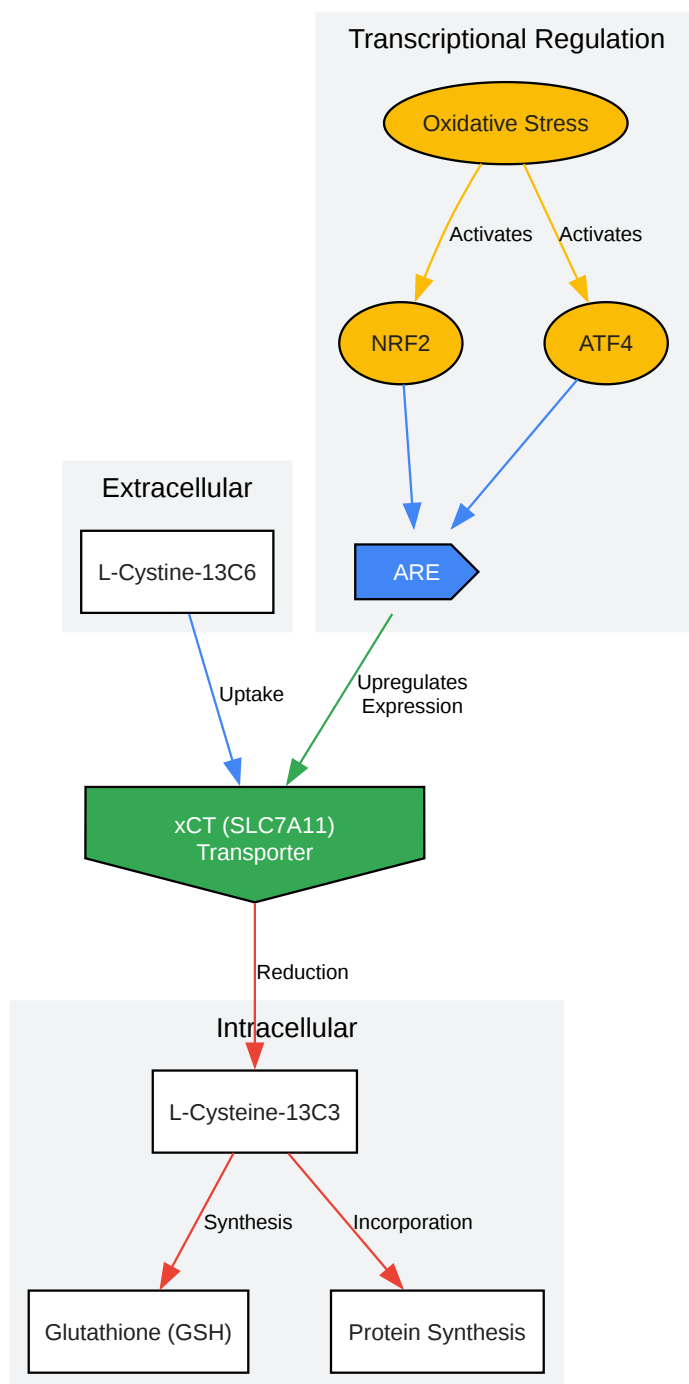 Transcriptional Regulation
Oxidative Stress
Activates
Activates
NRF2
ATF4
Extracellular
L-Cystine-13C6
ARE
Uptake
Upregulates
Expression
xCT (SLC7A11)
Transporter
Reduction
Intracellular
L-Cysteine-13C3
Synthesis
Incorporation
Glutathione (GSH)
Protein Synthesis